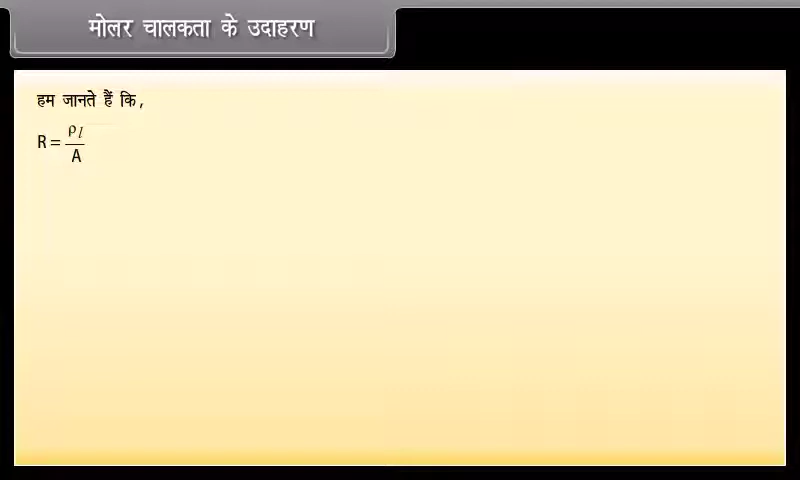 मोलर चालकता के उदाहरण
हम जानते हैं कि,
R = ρl/A